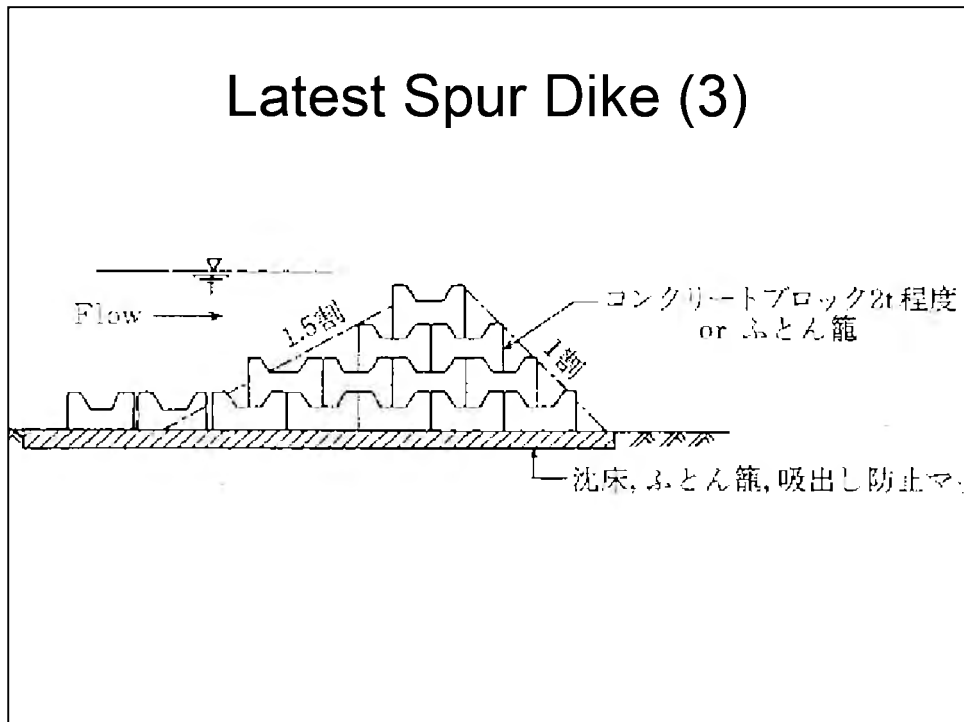 Latest Spur Dike (3)
Flow
1.5割
1割
コンクリートブロック2t程度
or ふとん籠
沈床,ふとん籠,吸出し防止マッ